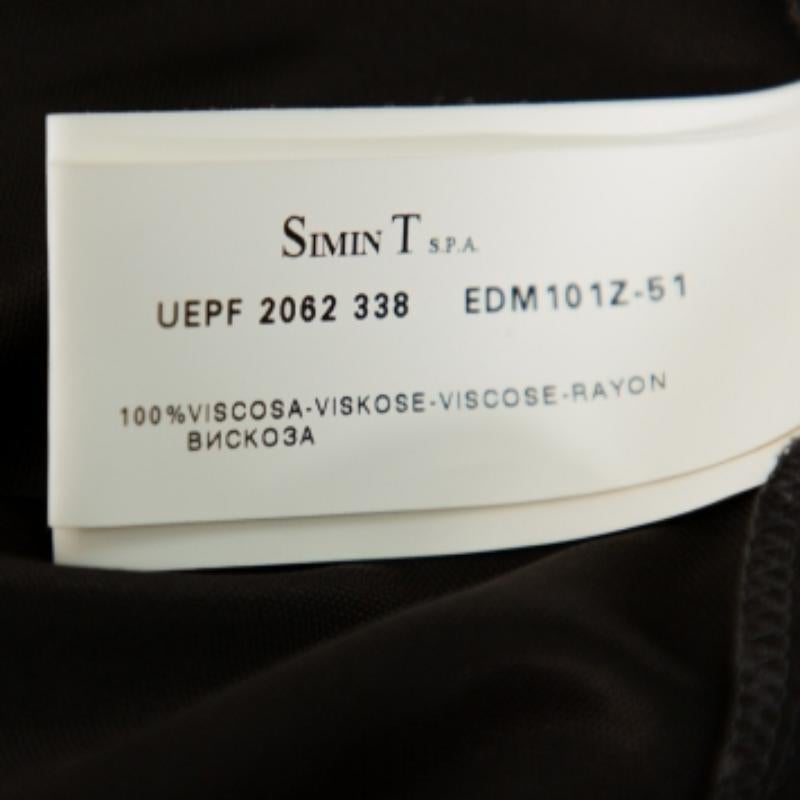 SIMIN T S.P.A.
UEPF 2062 338 EDM101Z-51
100%VISCOSA-VISKOSE-VISCOSE-RAYON
ВИСКОЗА